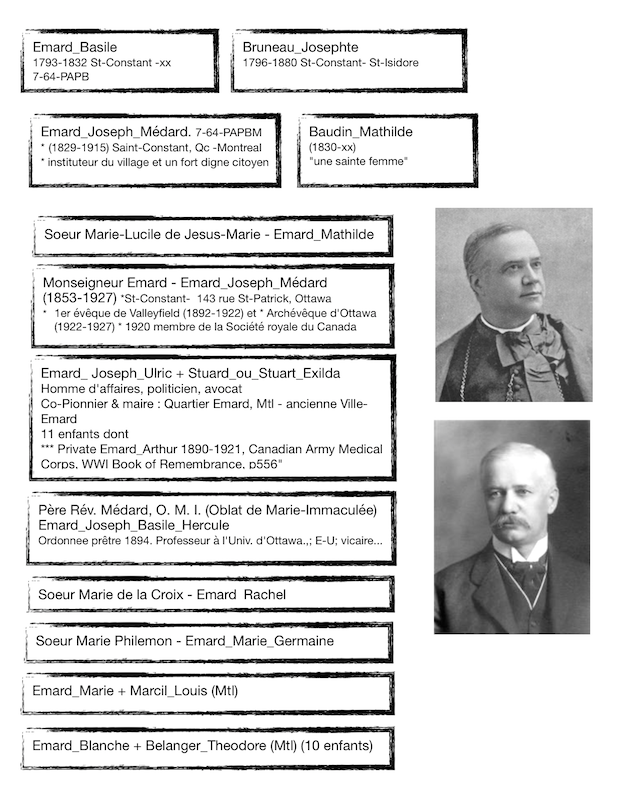 Emard_Basile
1793-1832 St-Constant -xx
7-64-PAPB
Bruneau_Josephte
1796-1880 St-Constant- St-Isidore
Emard_Joseph_Médard. 7-64-PAPBM
* (1829-1915) Saint-Constant, Qc -Montreal
* instituteur du village et un fort digne citoyen
Baudin_Mathilde
(1830-xx)
"une sainte femme"
Soeur Marie-Lucile de Jesus-Marie - Emard_Mathilde
Monseigneur Emard - Emard_Joseph_Médard
(1853-1927) *St-Constant- 143 rue St-Patrick, Ottawa
* 1er évêque de Valleyfield (1892-1922) et * Archévêque d'Ottawa
(1922-1927) * 1920 membre de la Société royale du Canada
Emard_ Joseph_Ulric + Stuard_ou_Stuart_Exilda
Homme d'affaires, politicien, avocat
Co-Pionnier & maire : Quartier Emard, Mtl - ancienne Ville-
Emard
11 enfants dont
*** Private Emard_Arthur 1890-1921, Canadian Army Medical
Corps. WWI Book of Remembrance. p556"
Père Rév. Médard, O. M. I. (Oblat de Marie-Immaculée)
Emard_Joseph_Basile_Hercule
Ordonnee prêtre 1894. Professeur à l'Univ. d'Ottawa.,; E-U; vicaire...
Soeur Marie de la Croix - Emard Rachel
Soeur Marie Philemon - Emard_Marie_Germaine
Emard_Marie + Marcil_Louis (Mtl)
Emard_Blanche + Belanger_Theodore (Mtl) (10 enfants)